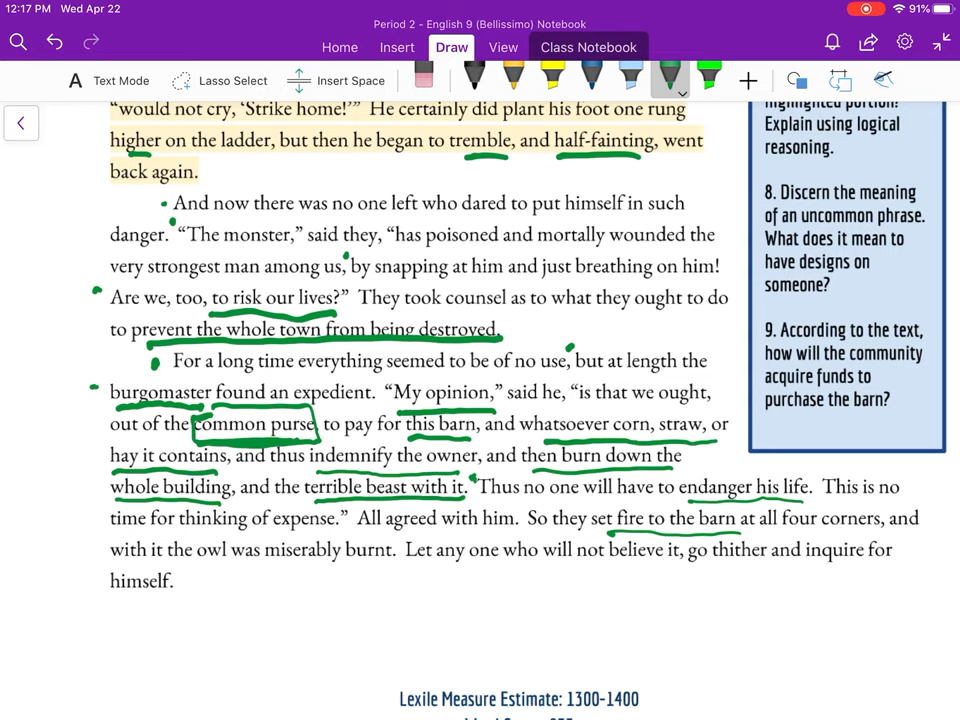 12:17 PM Wed Apr 22
91%
Period 2 - English 9 (Bellissimo) Notebook
Home Insert Draw View Class Notebook
Text Mode Lasso Select Insert Space
“would not cry, ‘Strike home!’” He certainly did plant his foot one rung
higher on the ladder, but then he began to tremble, and half-fainting, went
back again.
And now there was no one left who dared to put himself in such
danger. “The monster,” said they, “has poisoned and mortally wounded the
very strongest man among us, by snapping at him and just breathing on him!
Are we, too, to risk our lives?” They took counsel as to what they ought to do
to prevent the whole town from being destroyed.
For a long time everything seemed to be of no use, but at length the
burgomaster found an expedient. “My opinion,” said he, “is that we ought,
out of the common purse, to pay for this barn, and whatsoever corn, straw, or
hay it contains, and thus indemnify the owner, and then burn down the
whole building, and the terrible beast with it. Thus no one will have to endanger his life. This is no
time for thinking of expense.” All agreed with him. So they set fire to the barn at all four corners, and
with it the owl was miserably burnt. Let any one who will not believe it, go thither and inquire for
himself.
highlighted portion?
Explain using logical
reasoning.
8. Discern the meaning
of an uncommon phrase.
What does it mean to
have designs on
someone?
9. According to the text,
how will the community
acquire funds to
purchase the barn?
Lexile Measure Estimate: 1300-1400